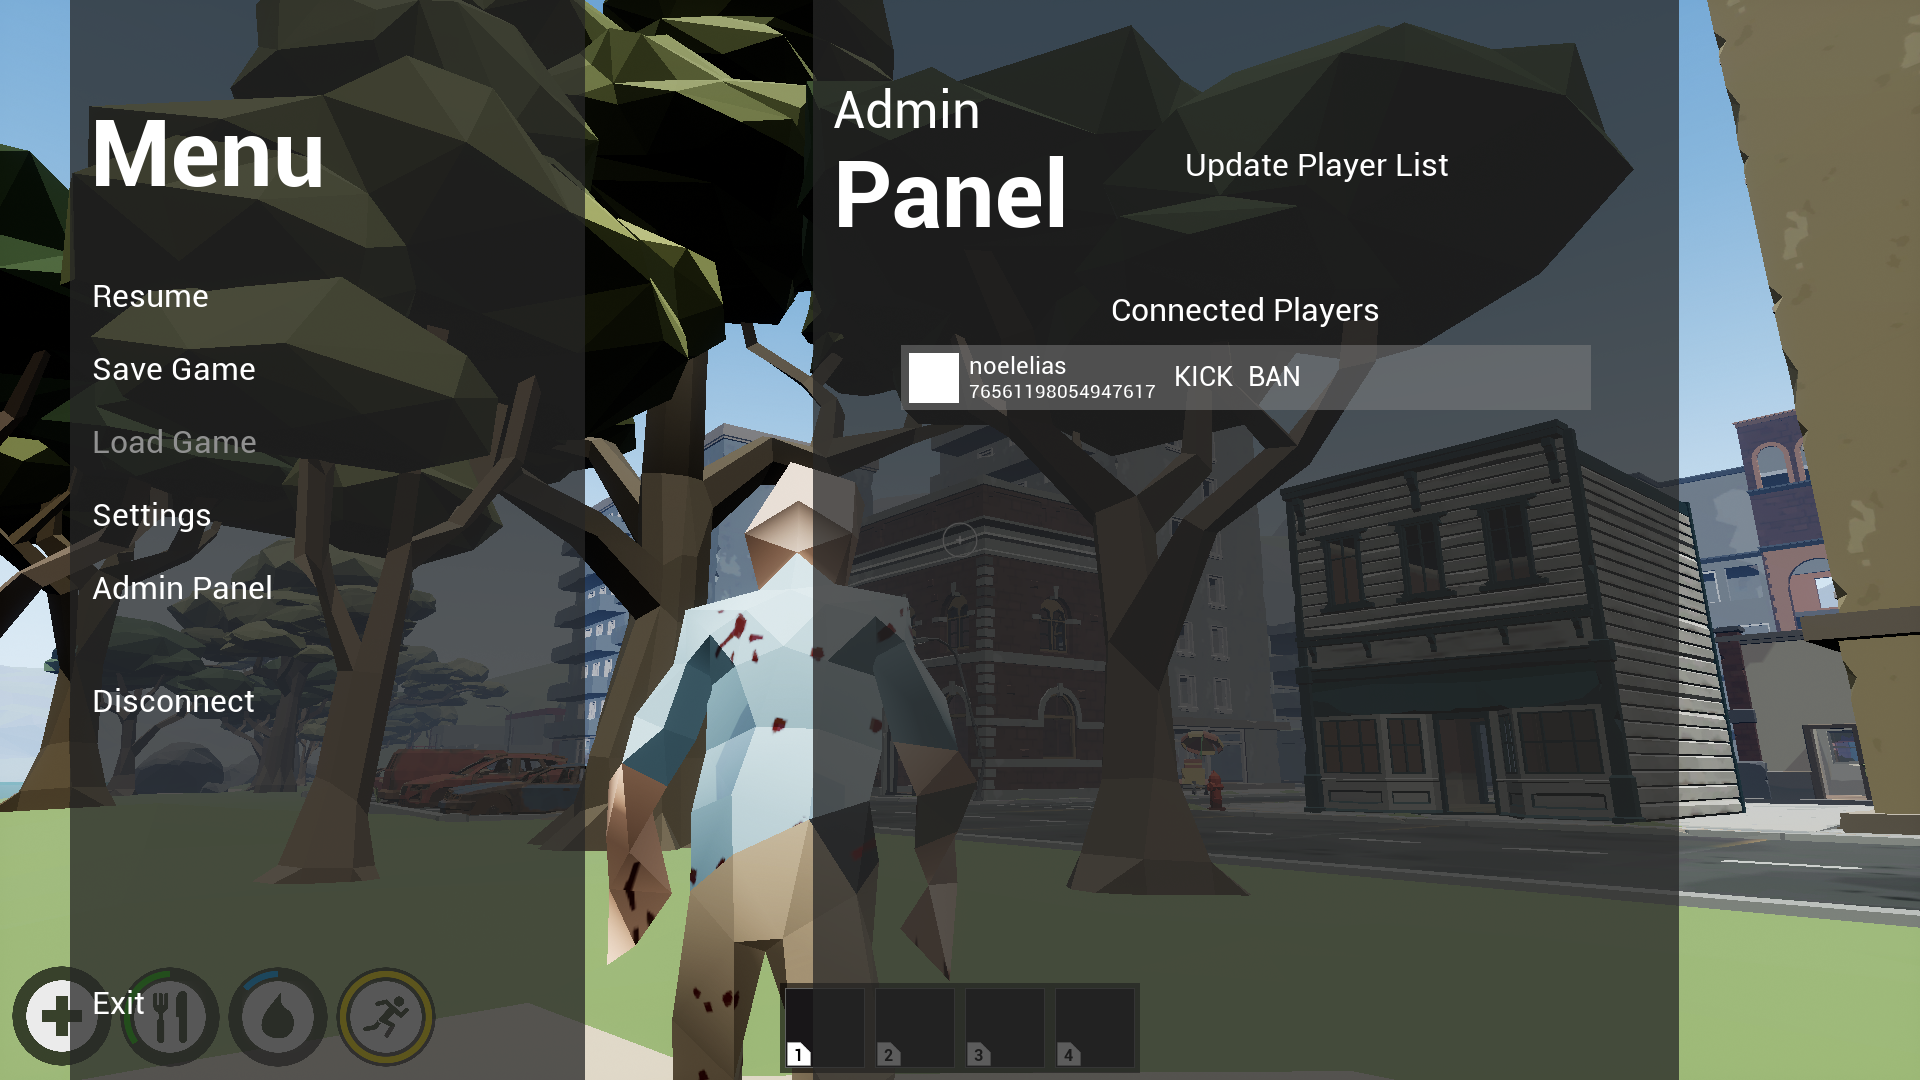 Menu
Resume
Save Game
Load Game
Settings
Admin Panel
Disconnect
Exit
Admin
Panel
Update Player List
Connected Players
noelelias
76561198054947617
KICK BAN
1 2 3 4